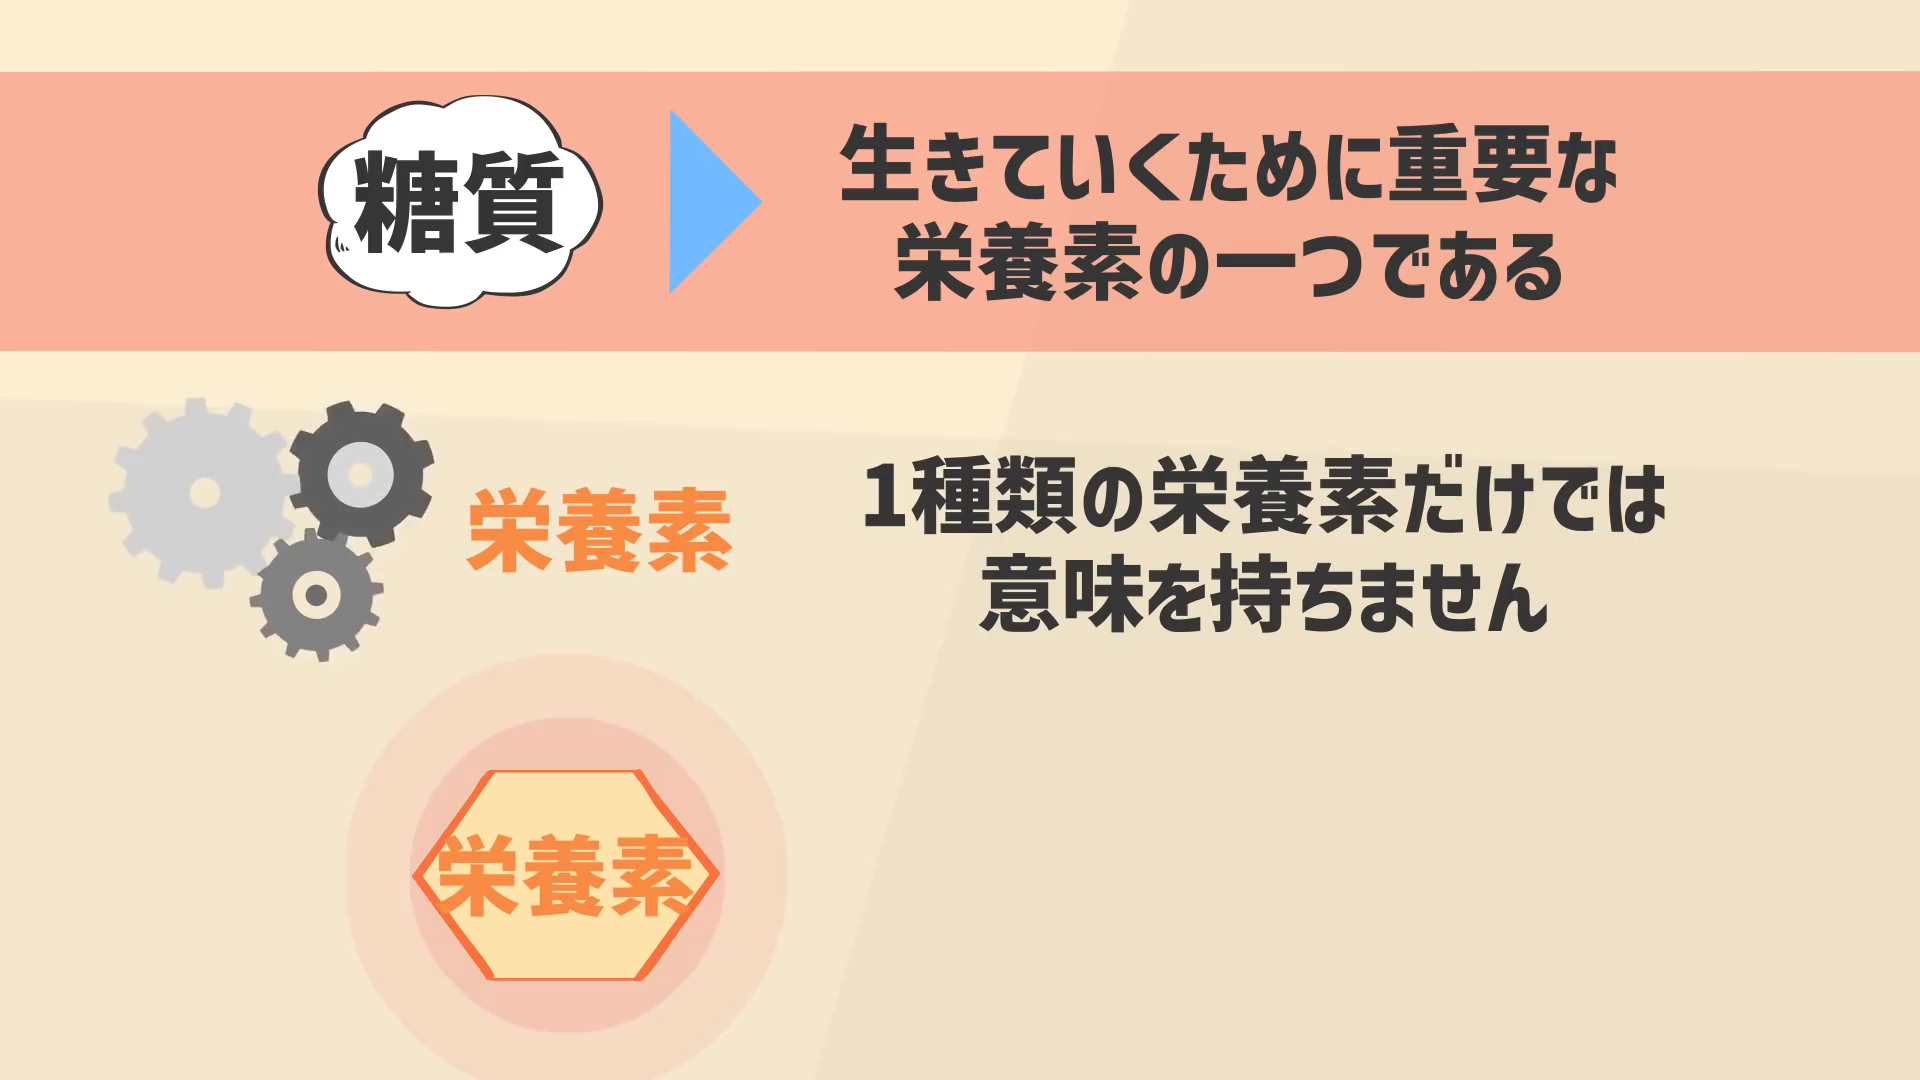 糖質
生きていくために重要な
栄養素の一つである
栄養素
1種類の栄養素だけでは
意味を持ちません
栄養素